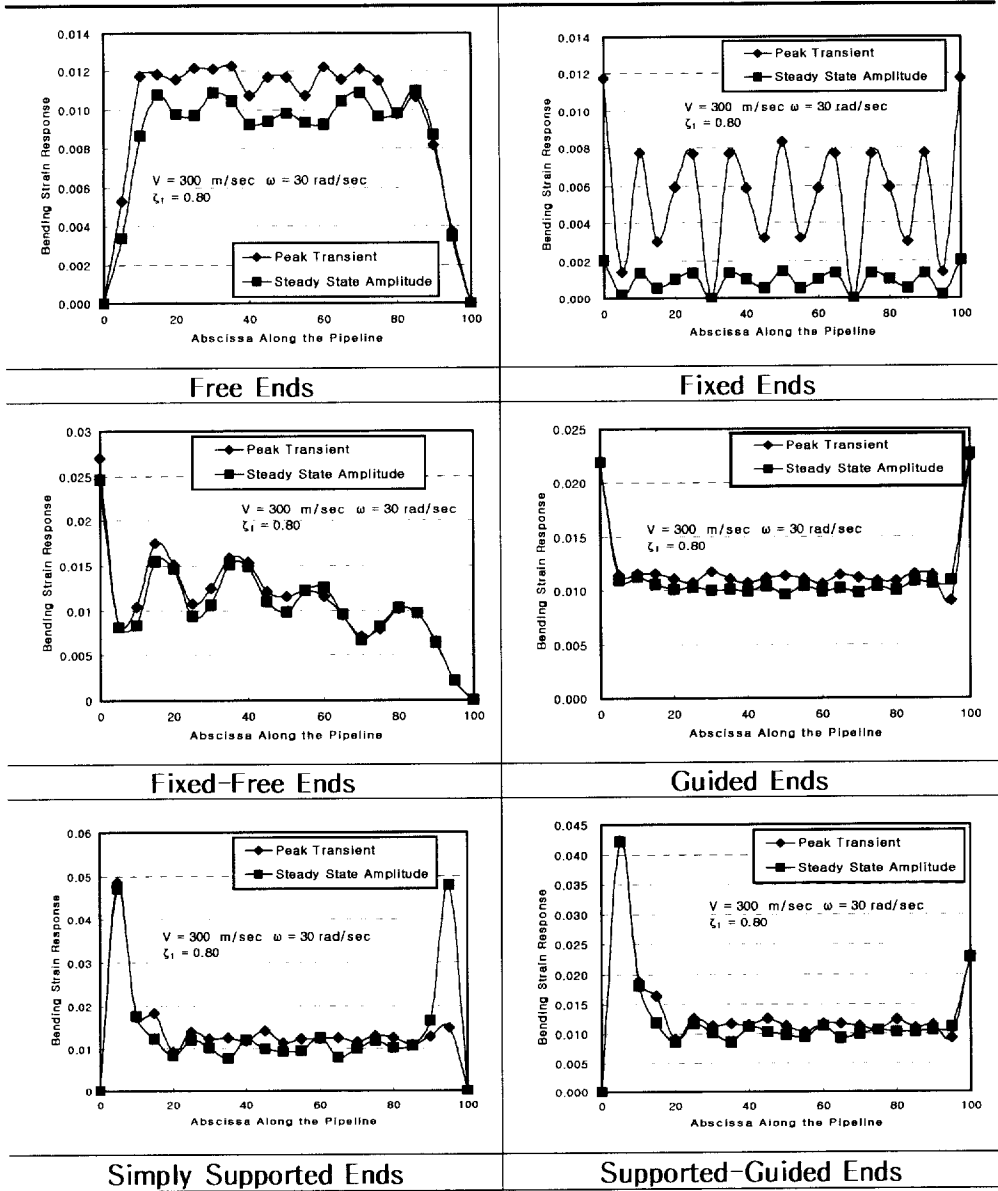 0.014
0.012
0.010
0.008
0.006
0.004
0.002
0.000
Bending Strain Response
V = 300 m/sec ω = 30 rad/sec
ζ₁ = 0.80
Peak Transient
Steady State Amplitude
0 20 40 60 80 100
Abscissa Along the Pipeline
Free Ends
0.014
0.012
0.010
0.008
0.006
0.004
0.002
0.000
Bending Strain Response
Peak Transient
Steady State Amplitude
V = 300 m/sec ω = 30 rad/sec
ζ₁ = 0.80
0 20 40 60 80 100
Abscissa Along the Pipeline
Fixed Ends
0.03
0.025
0.02
0.015
0.01
0.005
0
Bending Strain Response
Peak Transient
Steady State Amplitude
V = 300 m/sec ω = 30 rad/sec
ζ₁ = 0.80
0 20 40 60 80 100
Abscissa Along the Pipeline
Fixed-Free Ends
0.025
0.020
0.015
0.010
0.005
0.000
Bending Strain Response
Peak Transient
Steady State Amplitude
V = 300 m/sec ω = 30 rad/sec
ζ₁ = 0.80
0 20 40 60 80 100
Abscissa Along the Pipeline
Guided Ends
0.06
0.05
0.04
0.03
0.02
0.01
0
Bending Strain Response
Peak Transient
Steady State Amplitude
V = 300 m/sec ω = 30 rad/sec
ζ₁ = 0.80
0 20 40 60 80 100
Abscissa Along the Pipeline
Simply Supported Ends
0.045
0.040
0.035
0.030
0.025
0.020
0.015
0.010
0.005
0.000
Bending Strain Response
Peak Transient
Steady State Amplitude
V = 300 m/sec ω = 30 rad/sec
ζ₁ = 0.80
0 20 40 60 80 100
Abscissa Along the Pipeline
Supported-Guided Ends